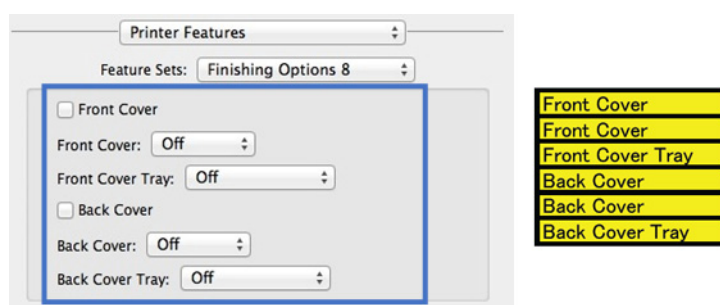 Printer Features
Feature Sets: Finishing Options 8
Front Cover
Front Cover: Off
Front Cover Tray: Off
Back Cover
Back Cover: Off
Back Cover Tray: Off
Front Cover
Front Cover
Front Cover Tray
Back Cover
Back Cover
Back Cover Tray